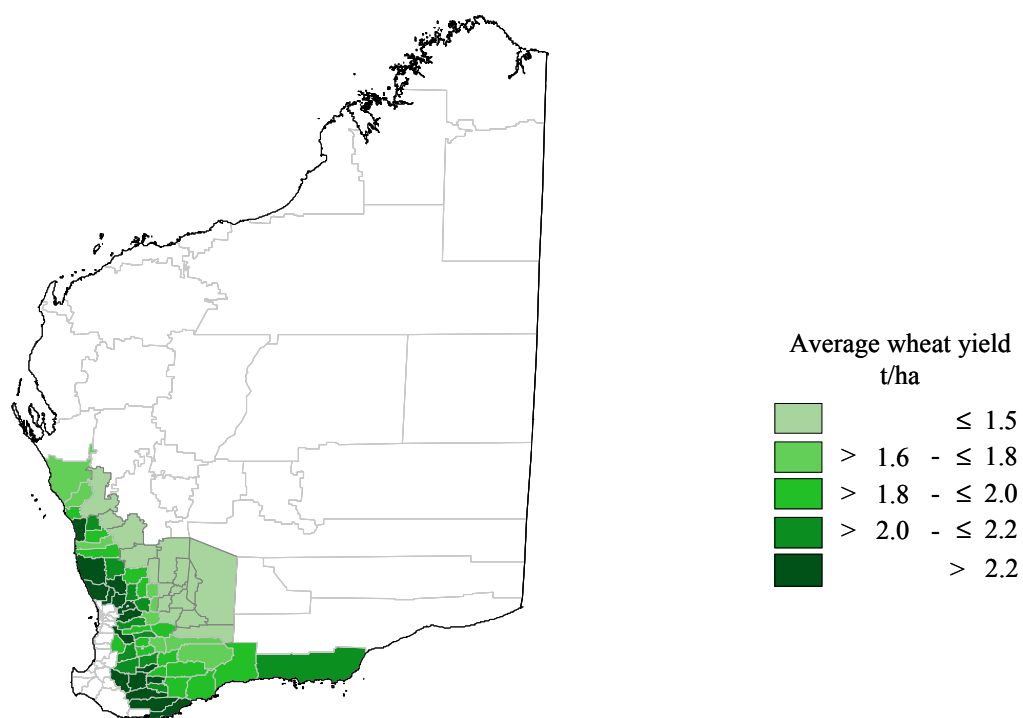 Average wheat yield
t/ha
≤ 1.5
> 1.6 - ≤ 1.8
> 1.8 - ≤ 2.0
> 2.0 - ≤ 2.2
> 2.2